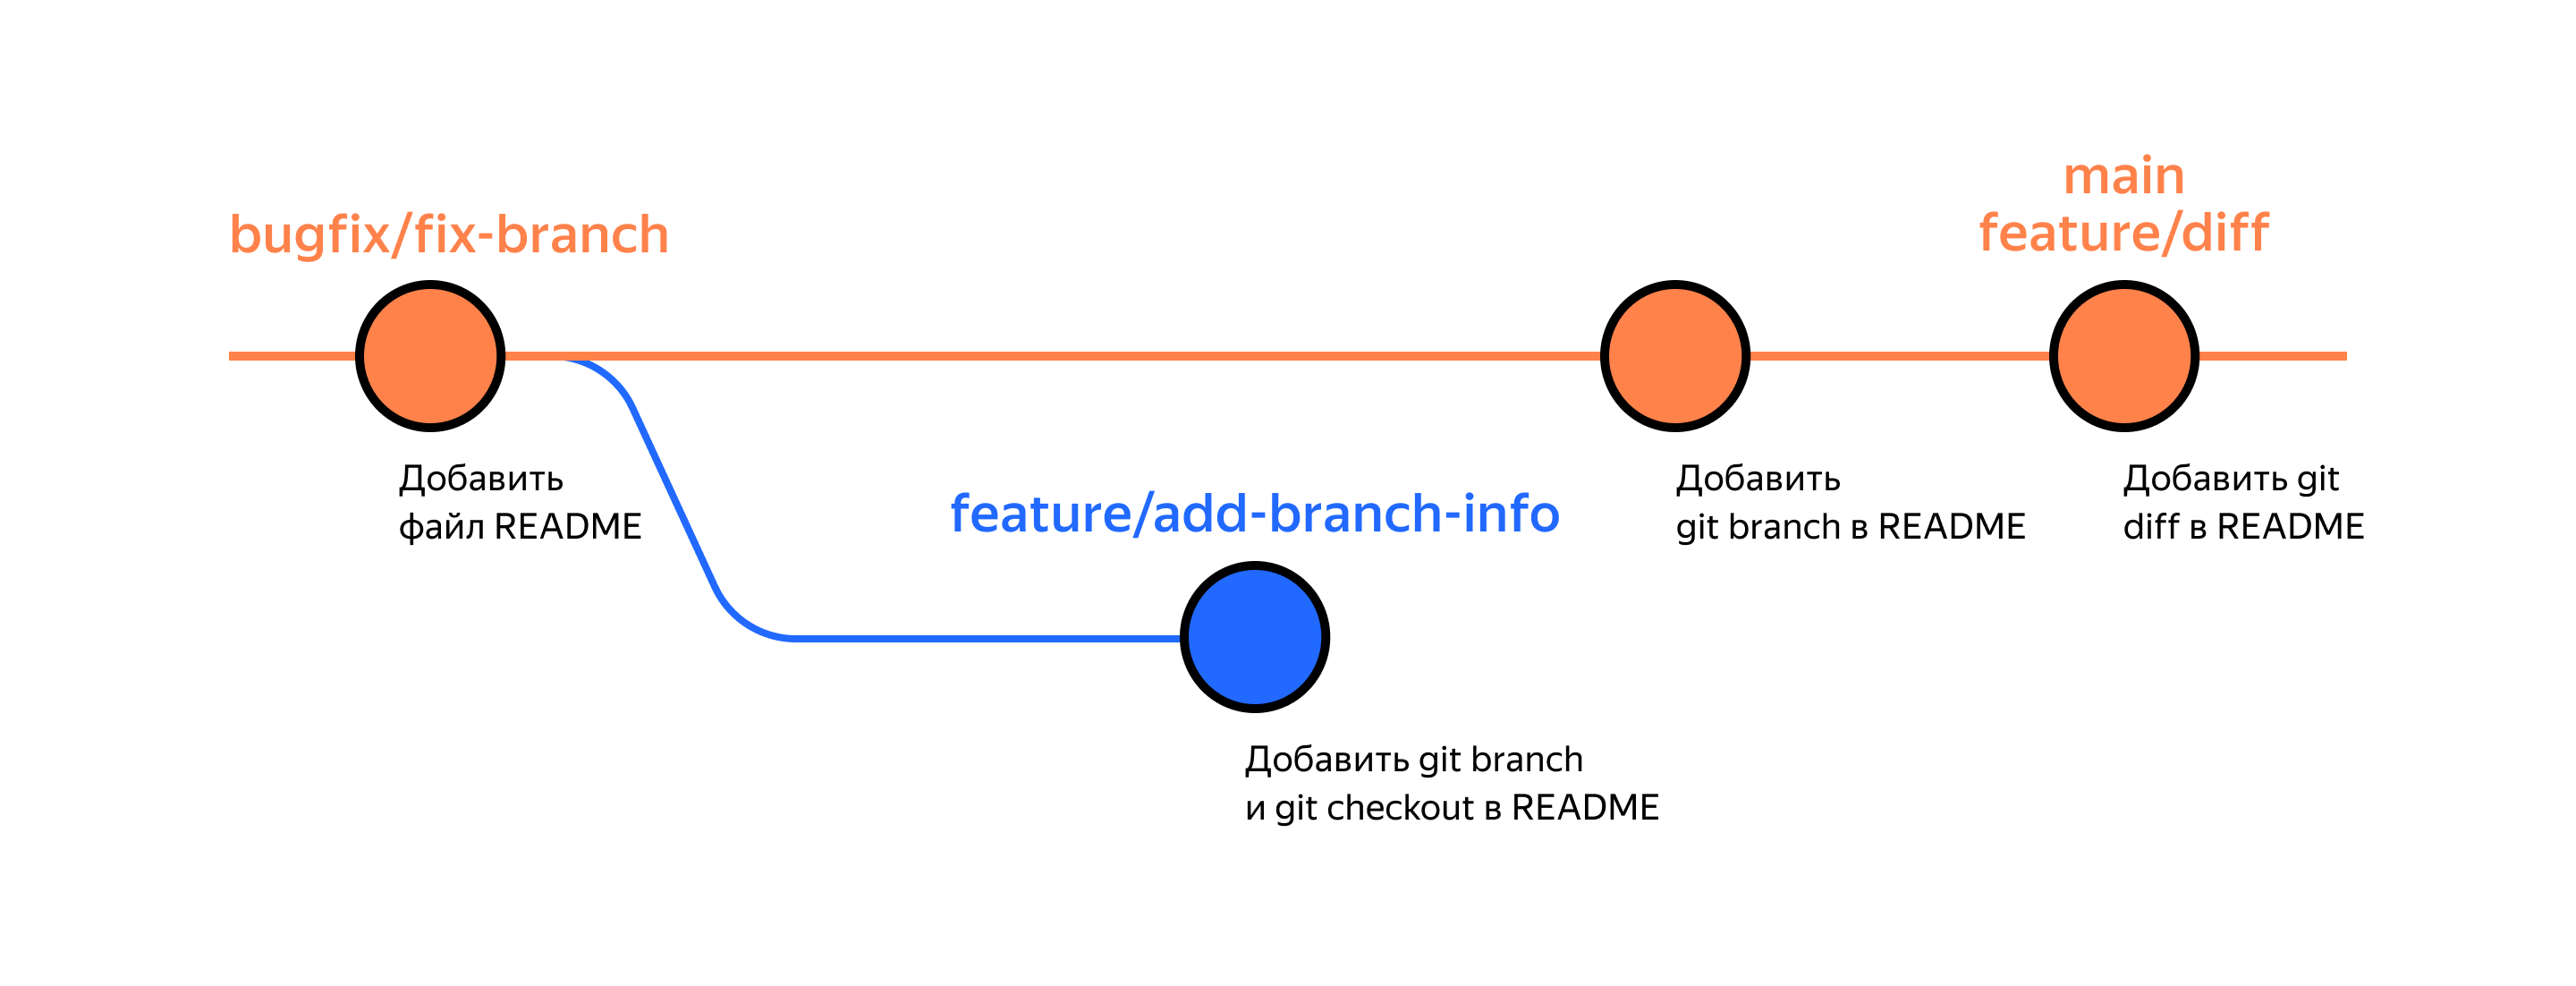 bugfix/fix-branch
main
feature/diff
Добавить
файл README
feature/add-branch-info
Добавить
git branch в README
Добавить git
diff в README
Добавить git branch
и git checkout в README